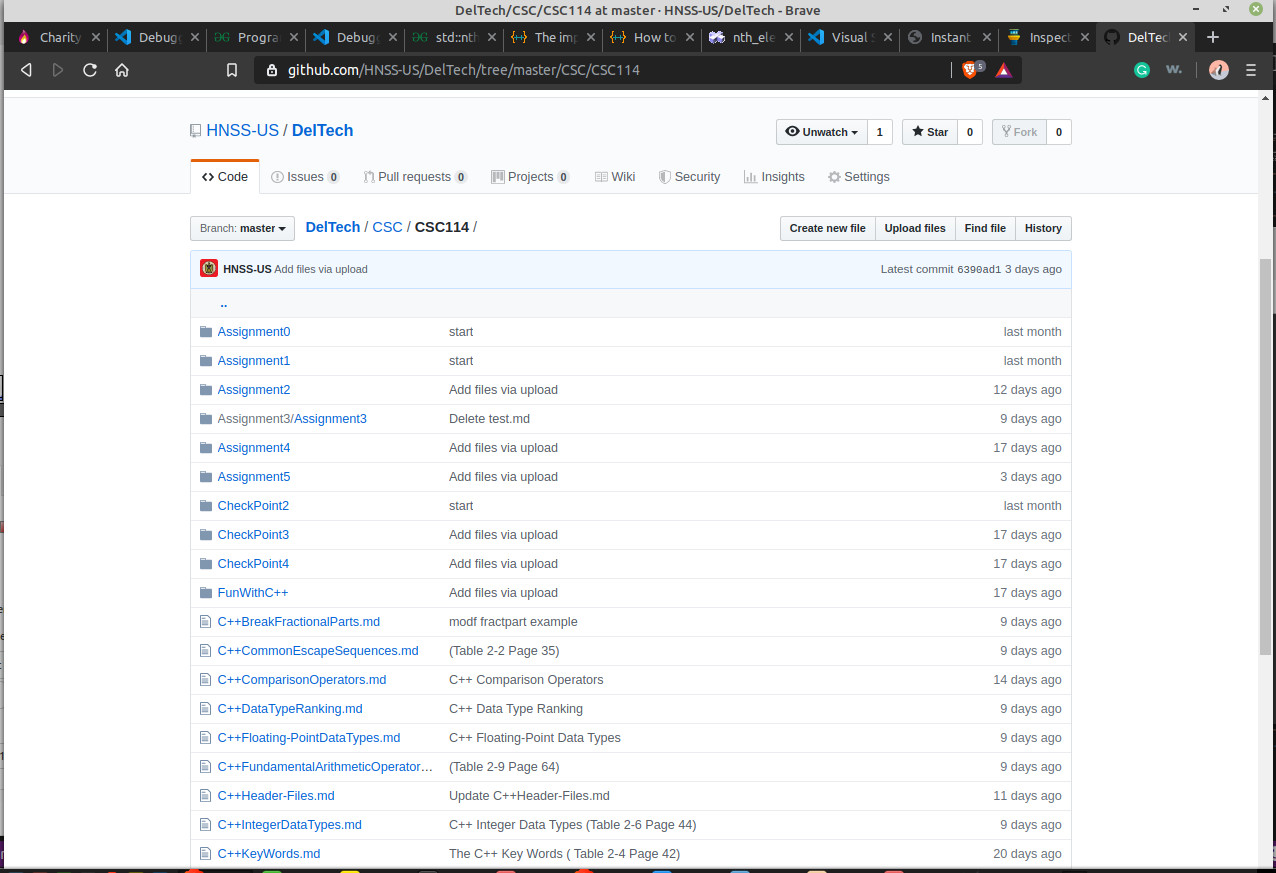 DelTech/CSC/CSC114 at master · HNSS-US/DelTech - Brave
Charity Debug Progra Debug std::nth The imp How to nth_ele Visual S Instant Inspect DelTech
github.com/HNSS-US/DelTech/tree/master/CSC/CSC114 5 w.
HNSS-US / DelTech Unwatch 1 Star 0 Fork 0
Code Issues 0 Pull requests 0 Projects 0 Wiki Security Insights Settings
Branch: master DelTech / CSC / CSC114 / Create new file Upload files Find file History
HNSS-US Add files via upload Latest commit 6390ad1 3 days ago
..
Assignment0 start last month
Assignment1 start last month
Assignment2 Add files via upload 12 days ago
Assignment3/Assignment3 Delete test.md 9 days ago
Assignment4 Add files via upload 17 days ago
Assignment5 Add files via upload 3 days ago
CheckPoint2 start last month
CheckPoint3 Add files via upload 17 days ago
CheckPoint4 Add files via upload 17 days ago
FunWithC++ Add files via upload 17 days ago
C++BreakFractionalParts.md modf fractpart example 9 days ago
C++CommonEscapeSequences.md (Table 2-2 Page 35) 9 days ago
C++ComparisonOperators.md C++ Comparison Operators 14 days ago
C++DataTypeRanking.md C++ Data Type Ranking 9 days ago
C++Floating-PointDataTypes.md C++ Floating-Point Data Types 9 days ago
C++FundamentalArithmeticOperator… (Table 2-9 Page 64) 9 days ago
C++Header-Files.md Update C++Header-Files.md 11 days ago
C++IntegerDataTypes.md C++ Integer Data Types (Table 2-6 Page 44) 9 days ago
C++KeyWords.md The C++ Key Words ( Table 2-4 Page 42) 20 days ago